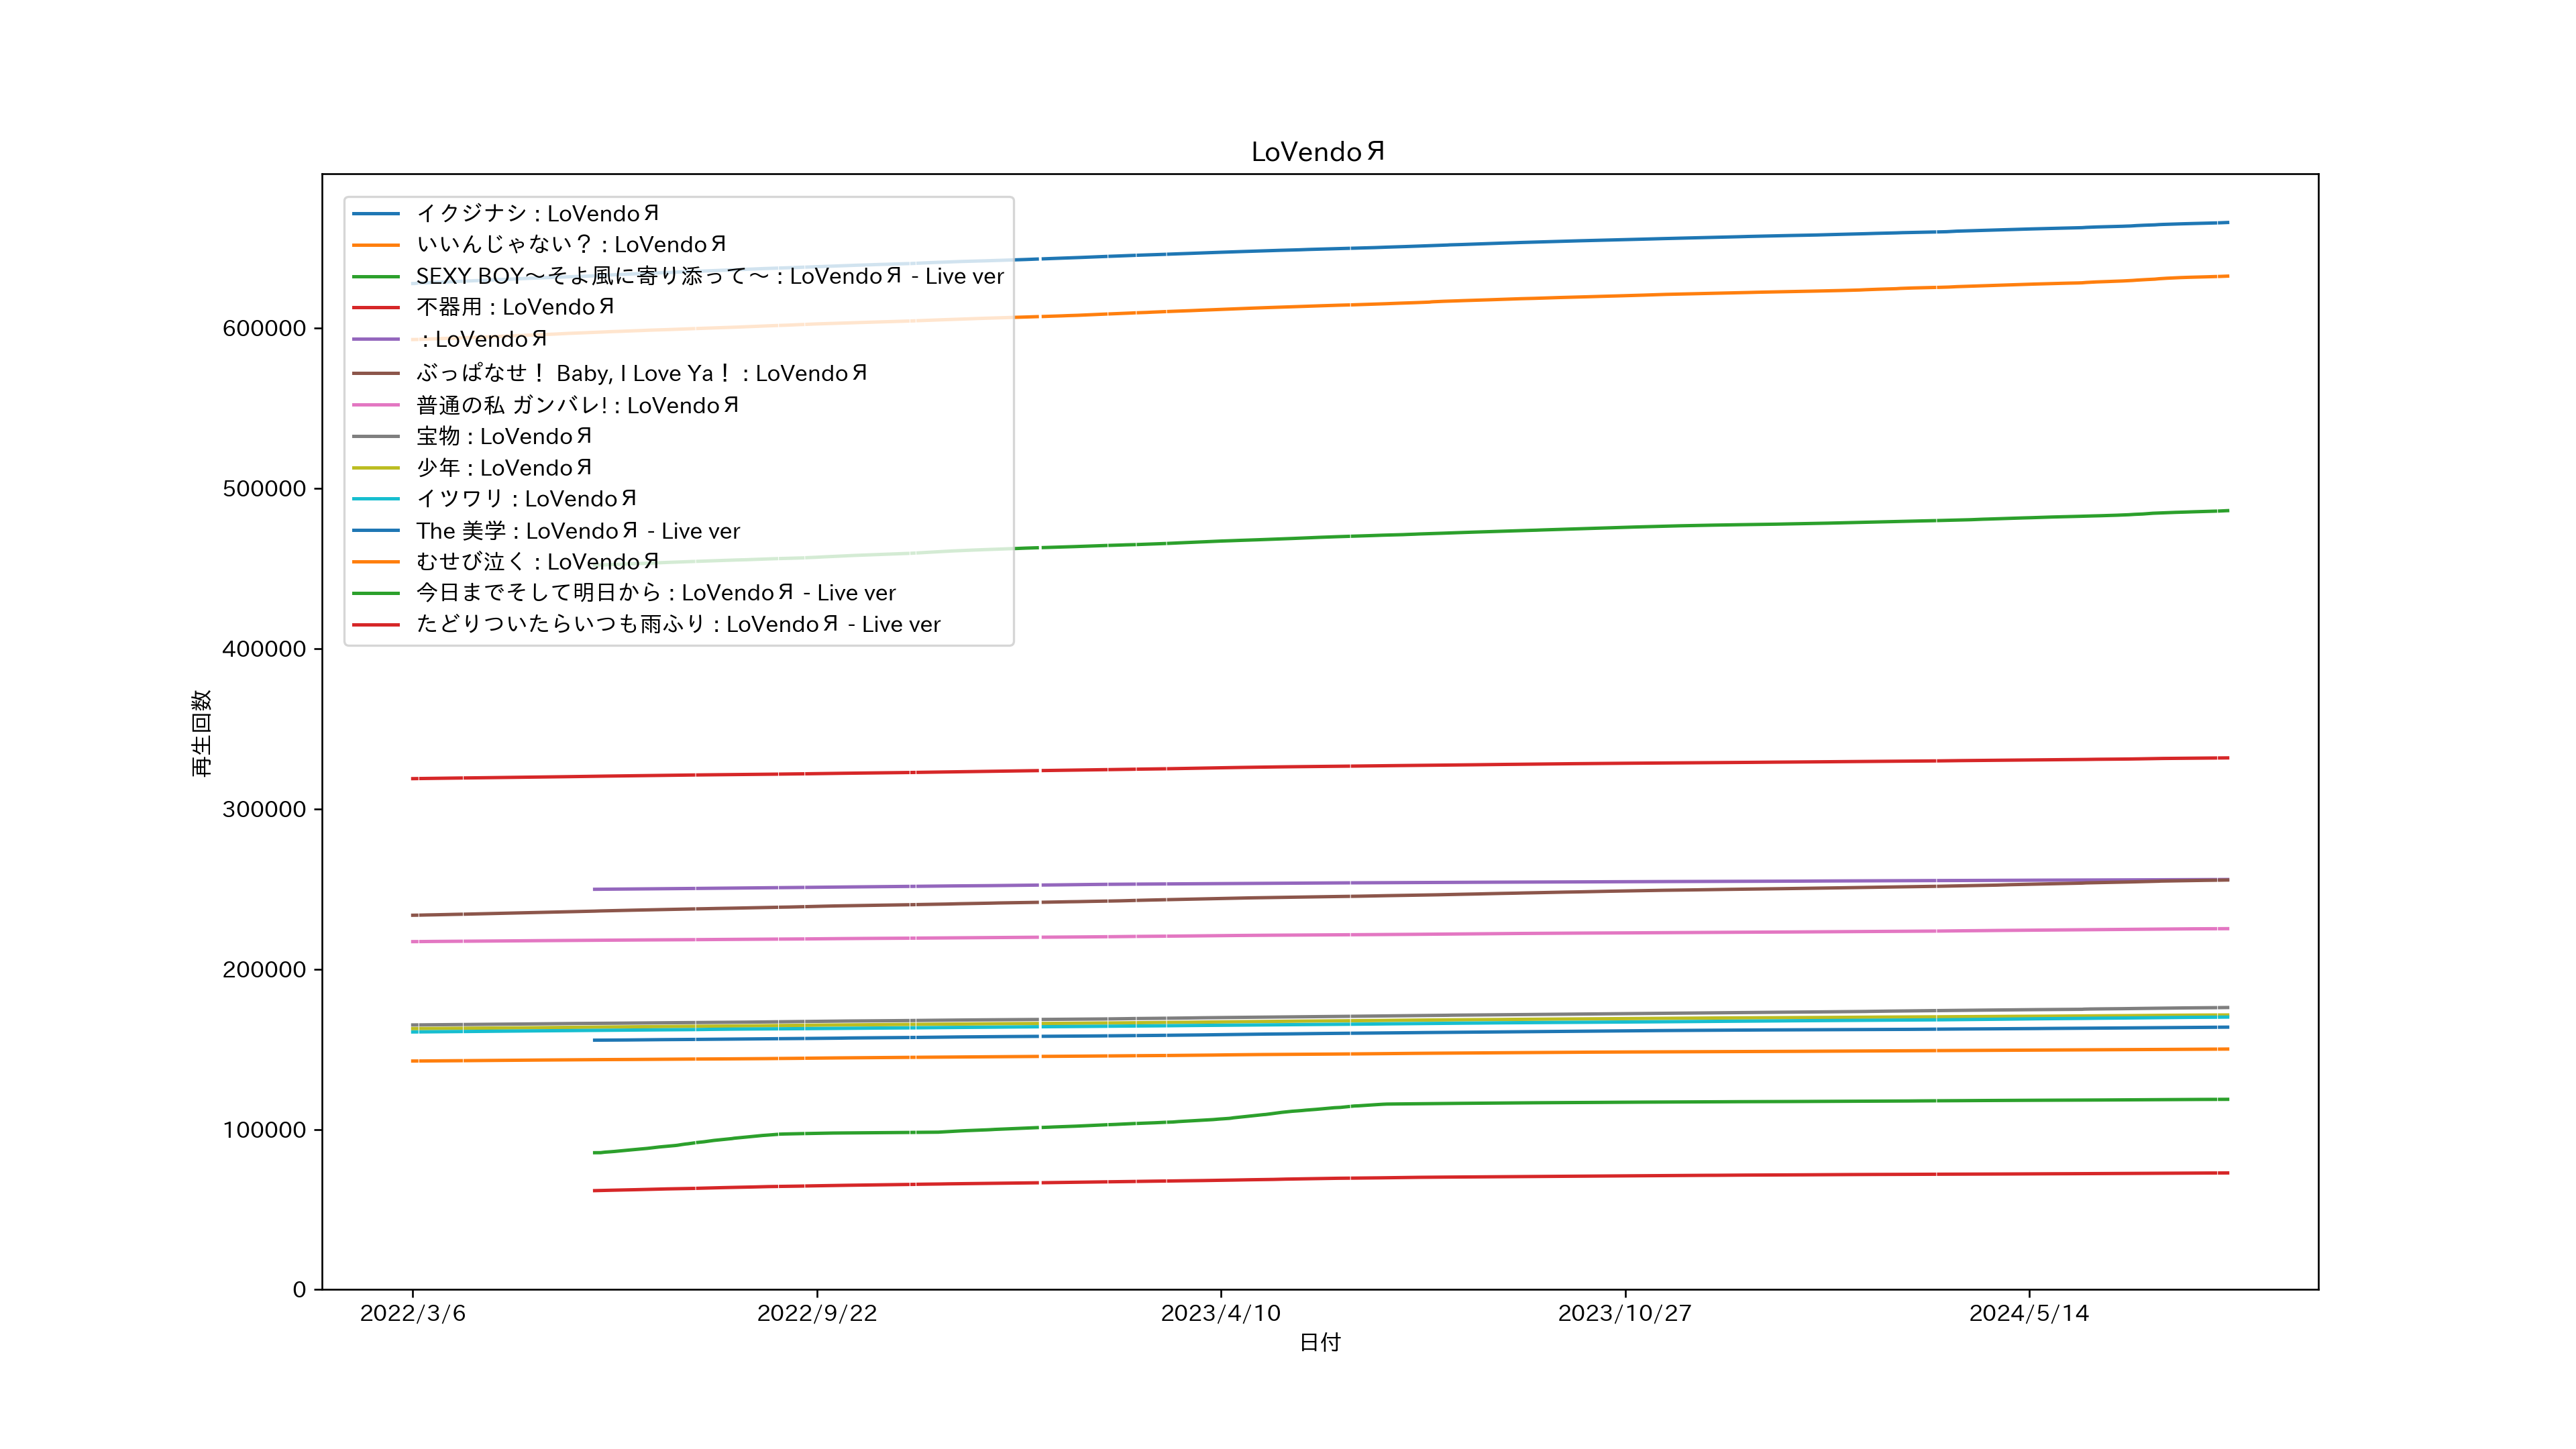 LoVendoЯ
イクジナシ : LoVendoЯ
いいんじゃない？ : LoVendoЯ
SEXY BOY～そよ風に寄り添って～ : LoVendoЯ - Live ver
不器用 : LoVendoЯ
: LoVendoЯ
ぶっぱなせ！ Baby, I Love Ya！ : LoVendoЯ
普通の私 ガンバレ! : LoVendoЯ
宝物 : LoVendoЯ
少年 : LoVendoЯ
イツワリ : LoVendoЯ
The 美学 : LoVendoЯ - Live ver
むせび泣く : LoVendoЯ
今日までそして明日から : LoVendoЯ - Live ver
たどりついたらいつも雨ふり : LoVendoЯ - Live ver
再生回数
600000
500000
400000
300000
200000
100000
0
2022/3/6 2022/9/22 2023/4/10 2023/10/27 2024/5/14
日付